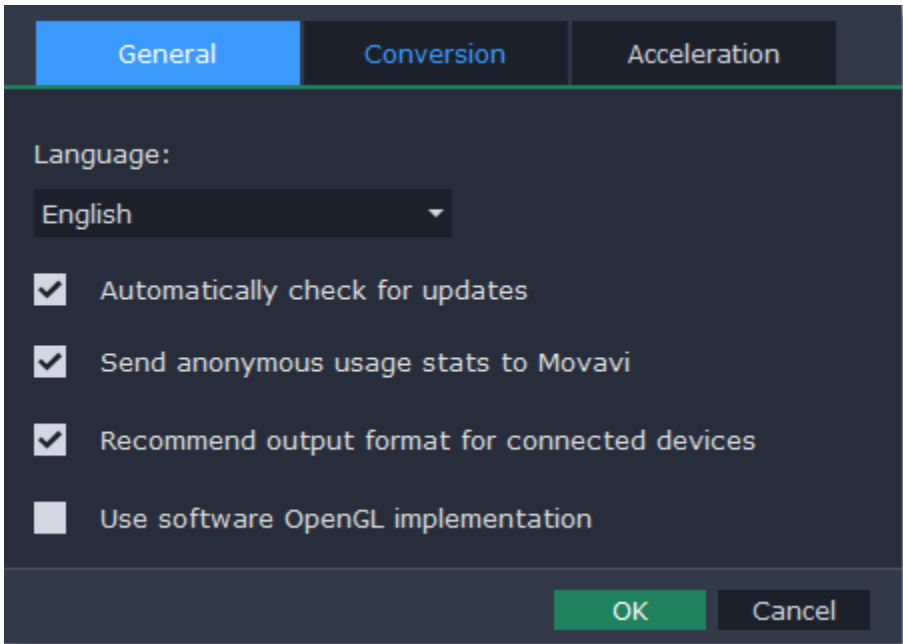 General Conversion Acceleration
Language:
English
Automatically check for updates
Send anonymous usage stats to Movavi
Recommend output format for connected devices
Use software OpenGL implementation
OK Cancel